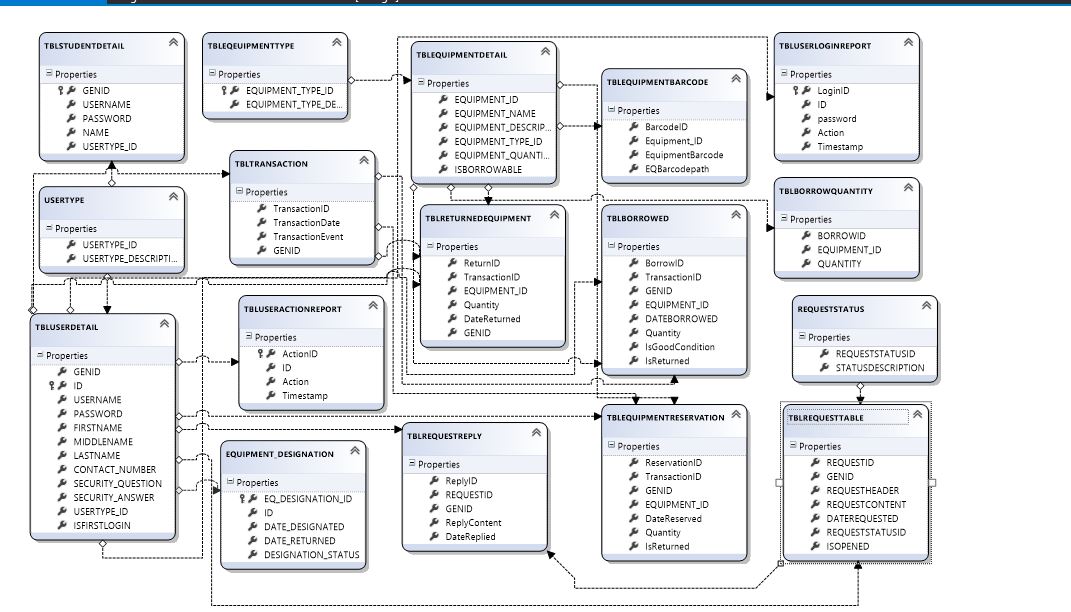 TBLSTUDENTDETAIL
Properties
GENID
USERNAME
PASSWORD
NAME
USERTYPE_ID
TBLEQEUIPMENTTYPE
Properties
EQUIPMENT_TYPE_ID
EQUIPMENT_TYPE_DE...
TBLEQUIPMENTDETAIL
Properties
EQUIPMENT_ID
EQUIPMENT_NAME
EQUIPMENT_DESCRIP...
EQUIPMENT_TYPE_ID
EQUIPMENT_QUANTI...
ISBORROWABLE
TBLEQUIPMENTBARCODE
Properties
BarcodeID
Equipment_ID
EquipmentBarcode
EQBarcodepath
TBLUSERLOGINREPORT
Properties
LoginID
ID
password
Action
Timestamp
USERTYPE
Properties
USERTYPE_ID
USERTYPE_DESCRIPTI...
TBLTRANSACTION
Properties
TransactionID
TransactionDate
TransactionEvent
GENID
TBLRETURNEDEQUIPMENT
Properties
ReturnID
TransactionID
EQUIPMENT_ID
Quantity
DateReturned
GENID
TBLBORROWED
Properties
BorrowID
TransactionID
GENID
EQUIPMENT_ID
DATEBORROWED
Quantity
IsGoodCondition
IsReturned
TBLBORROWQUANTITY
Properties
BORROWID
EQUIPMENT_ID
QUANTITY
TBLUSERDETAIL
Properties
GENID
ID
USERNAME
PASSWORD
FIRSTNAME
MIDDLENAME
LASTNAME
CONTACT_NUMBER
SECURITY_QUESTION
SECURITY_ANSWER
USERTYPE_ID
ISFIRSTLOGIN
TBLUSERACTIONREPORT
Properties
ActionID
ID
Action
Timestamp
REQUESTSTATUS
Properties
REQUESTSTATUSID
STATUSDESCRIPTION
EQUIPMENT_DESIGNATION
Properties
EQ_DESIGNATION_ID
ID
DATE_DESIGNATED
DATE_RETURNED
DESIGNATION_STATUS
TBLREQUESTREPLY
Properties
ReplyID
REQUESTID
GENID
ReplyContent
DateReplied
TBLEQUIPMENTRESERVATION
Properties
ReservationID
TransactionID
GENID
EQUIPMENT_ID
DateReserved
Quantity
IsReturned
TBLREQUESTTABLE
Properties
REQUESTID
GENID
REQUESTHEADER
REQUESTCONTENT
DATEREQUESTED
REQUESTSTATUSID
ISOPENED